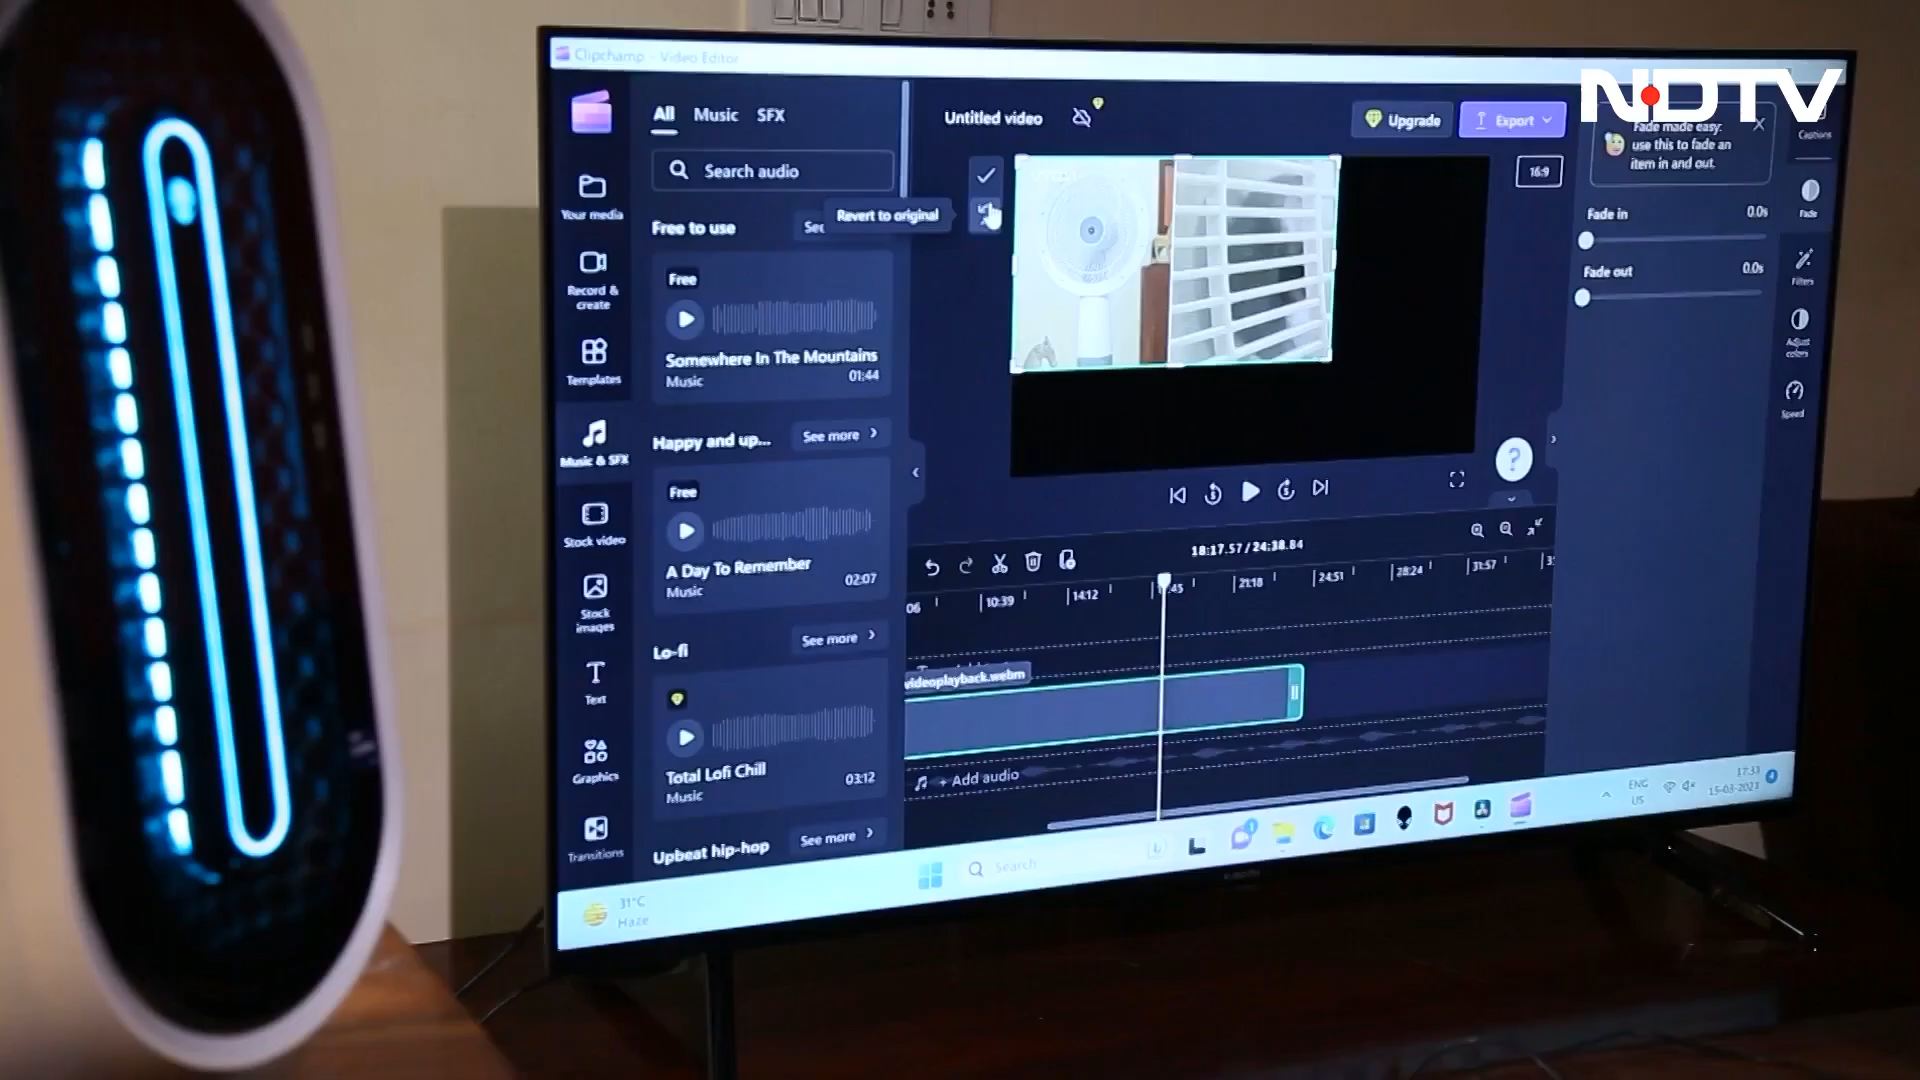 NDTV
Clipchamp - Video Editor
All
Music
SFX
Search audio
Untitled video
Upgrade
Export
16:9
Fade made easy:
use this to fade an
item in and out.
Captions
Fade in
0.0s
Fade out
0.0s
Fade
Filters
Adjust
colors
Speed
Your media
Record &
create
Templates
Music & SFX
Stock video
Stock
images
Text
Graphics
Transitions
Revert to original
Free to use
See
Free
Somewhere In The Mountains
Music
01:44
Happy and up...
See more
Free
A Day To Remember
Music
02:07
Lo-fi
See more
Total Lofi Chill
Music
03:12
Upbeat hip-hop
See more
18:17.57 / 24:38.84
06
10:39
14:12
:45
21:18
24:51
28:24
31:57
videoplayback.webm
+ Add audio
31°C
Haze
Search
ENG
US
17:33
15-03-2023